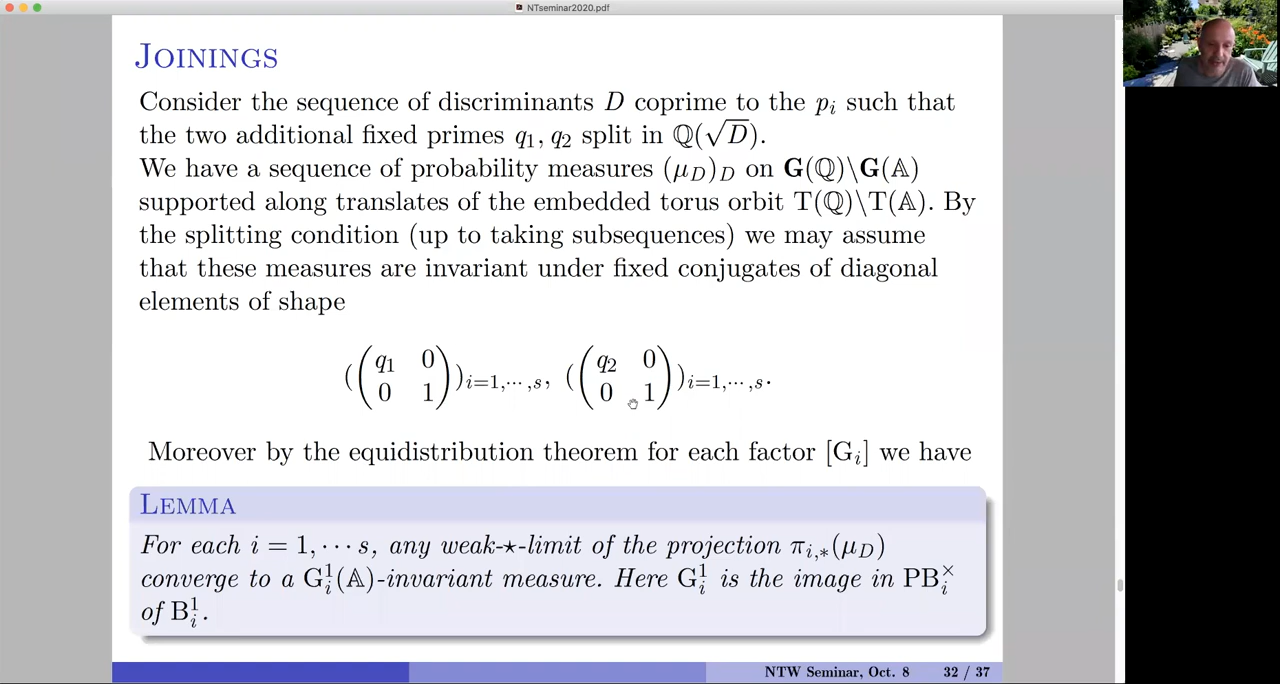 NTseminar2020.pdf
JOININGS
Consider the sequence of discriminants D coprime to the p_i such that
the two additional fixed primes q_1, q_2 split in ℚ(√D).
We have a sequence of probability measures (μ_D)_D on G(ℚ)\G(𝔸)
supported along translates of the embedded torus orbit T(ℚ)\T(𝔸). By
the splitting condition (up to taking subsequences) we may assume
that these measures are invariant under fixed conjugates of diagonal
elements of shape
((q_1 0
0 1))_{i=1,⋯,s}, ((q_2 0
0 1))_{i=1,⋯,s}.
Moreover by the equidistribution theorem for each factor [G_i] we have
LEMMA
For each i = 1, ⋯ s, any weak-⋆-limit of the projection π_{i,*}(μ_D)
converge to a G_i^1(𝔸)-invariant measure. Here G_i^1 is the image in PB_i^×
of B_i^1.
NTW Seminar, Oct. 8 32 / 37